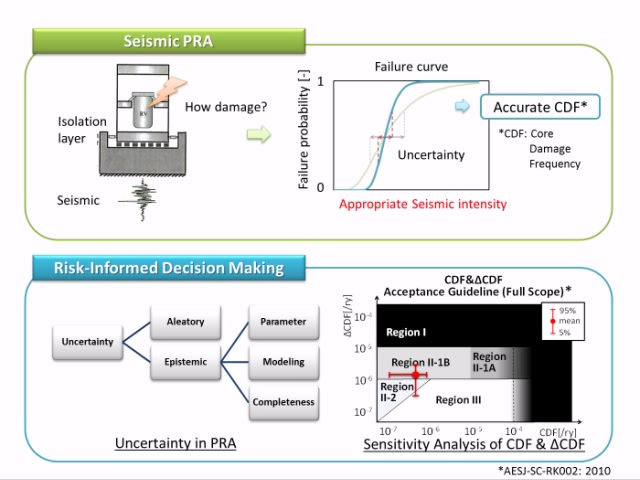 Seismic PRA
How damage?
RV
Isolation
layer
Seismic
Failure curve
Failure probability [-]
1
0
Uncertainty
Appropriate Seismic intensity
Accurate CDF*
*CDF: Core
Damage
Frequency
Risk-Informed Decision Making
Uncertainty
Aleatory
Epistemic
Parameter
Modeling
Completeness
Uncertainty in PRA
CDF&ΔCDF
Acceptance Guideline (Full Scope)*
ΔCDF[/ry]
10⁻⁴
10⁻⁵
10⁻⁶
10⁻⁷
Region I
Region II-1B
Region
II-1A
Region
II-2
Region III
95%
mean
5%
10⁻⁷ 10⁻⁶ 10⁻⁵ 10⁻⁴ CDF[/ry]
Sensitivity Analysis of CDF & ΔCDF
*AESJ-SC-RK002: 2010